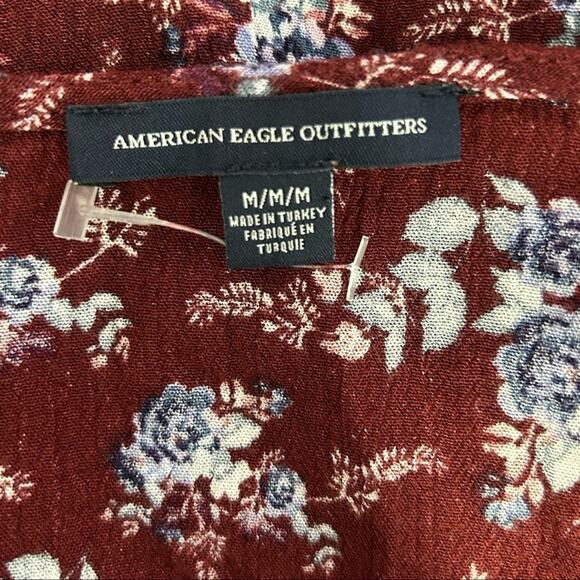 AMERICAN EAGLE OUTFITTERS
M/M/M
MADE IN TURKEY
FABRIQUÉ EN
TURQUIE